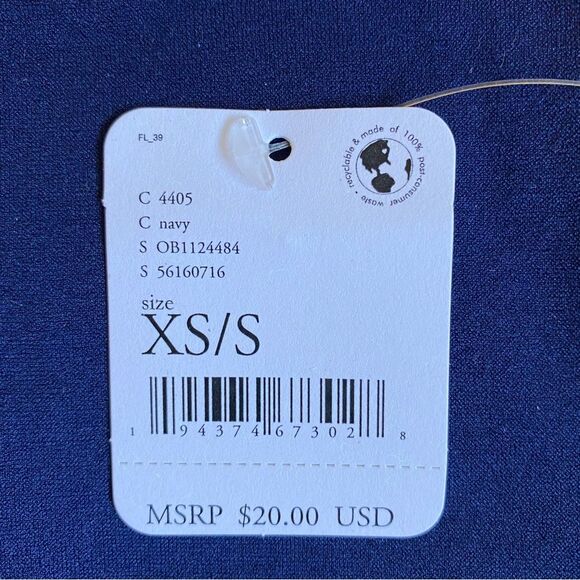 FL_39
recyclable & made of 100% post-consumer waste •
C 4405
C navy
S OB1124484
S 56160716
size
XS/S
1 94374 67302 8
MSRP $20.00 USD